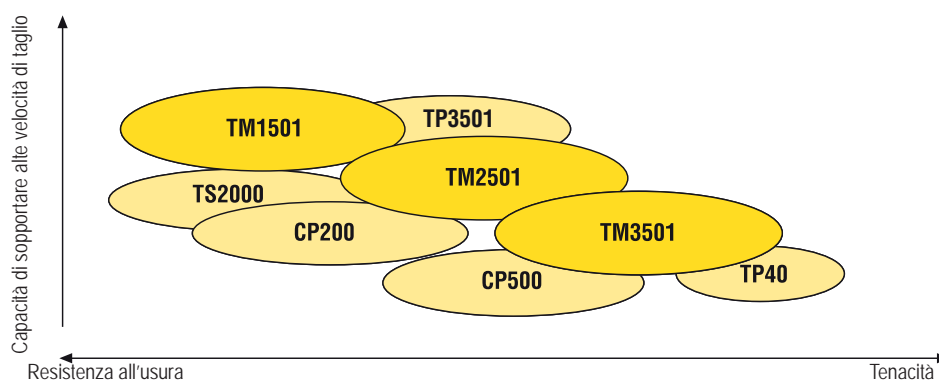 Capacità di sopportare alte velocità di taglio
TM1501
TP3501
TM2501
TS2000
CP200
TM3501
CP500
TP40
Resistenza all'usura
Tenacità